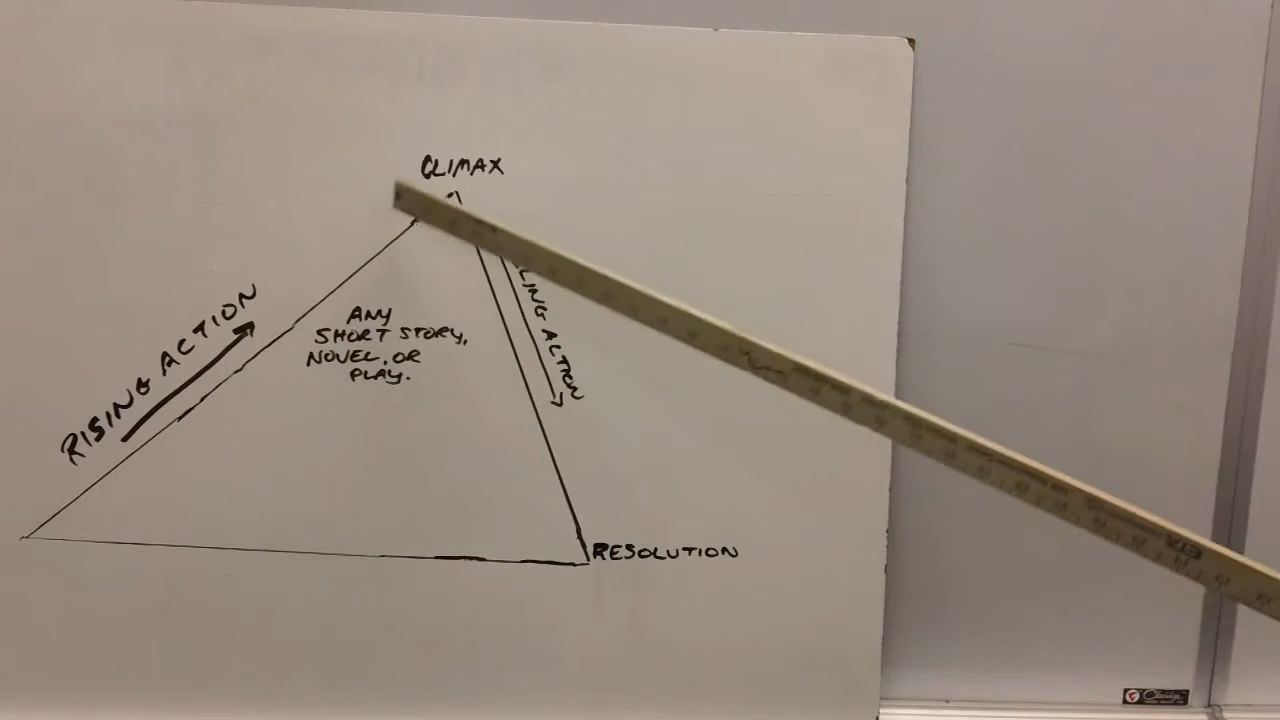 CLIMAX
RISING ACTION
LING ACTION
ANY
SHORT STORY,
NOVEL, OR
PLAY.
RESOLUTION